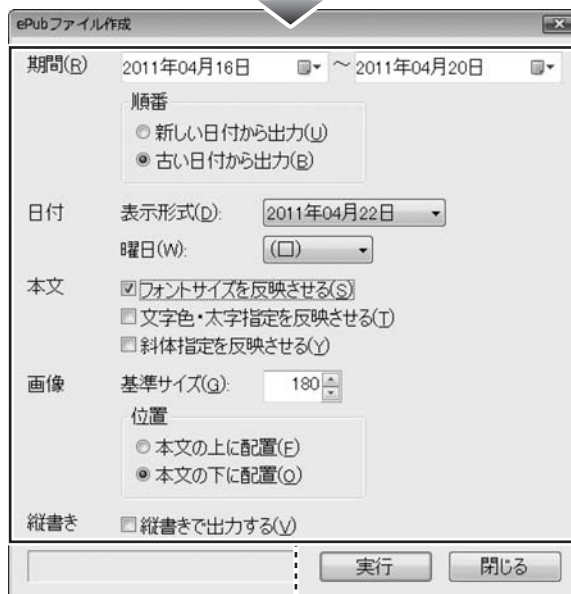 ePubファイル作成
期間(R) 2011年04月16日 ～ 2011年04月20日
順番
新しい日付から出力(U)
古い日付から出力(B)
日付 表示形式(D): 2011年04月22日
曜日(W): (口)
本文 フォントサイズを反映させる(S)
文字色・太字指定を反映させる(T)
斜体指定を反映させる(Y)
画像 基準サイズ(G): 180
位置
本文の上に配置(F)
本文の下に配置(O)
縦書き 縦書きで出力する(V)
実行 閉じる